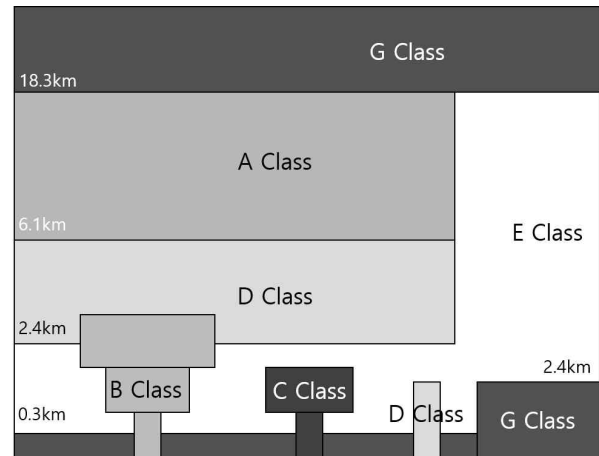 G Class
18.3km
A Class
6.1km
E Class
D Class
2.4km
2.4km
B Class
C Class
0.3km
D Class
G Class